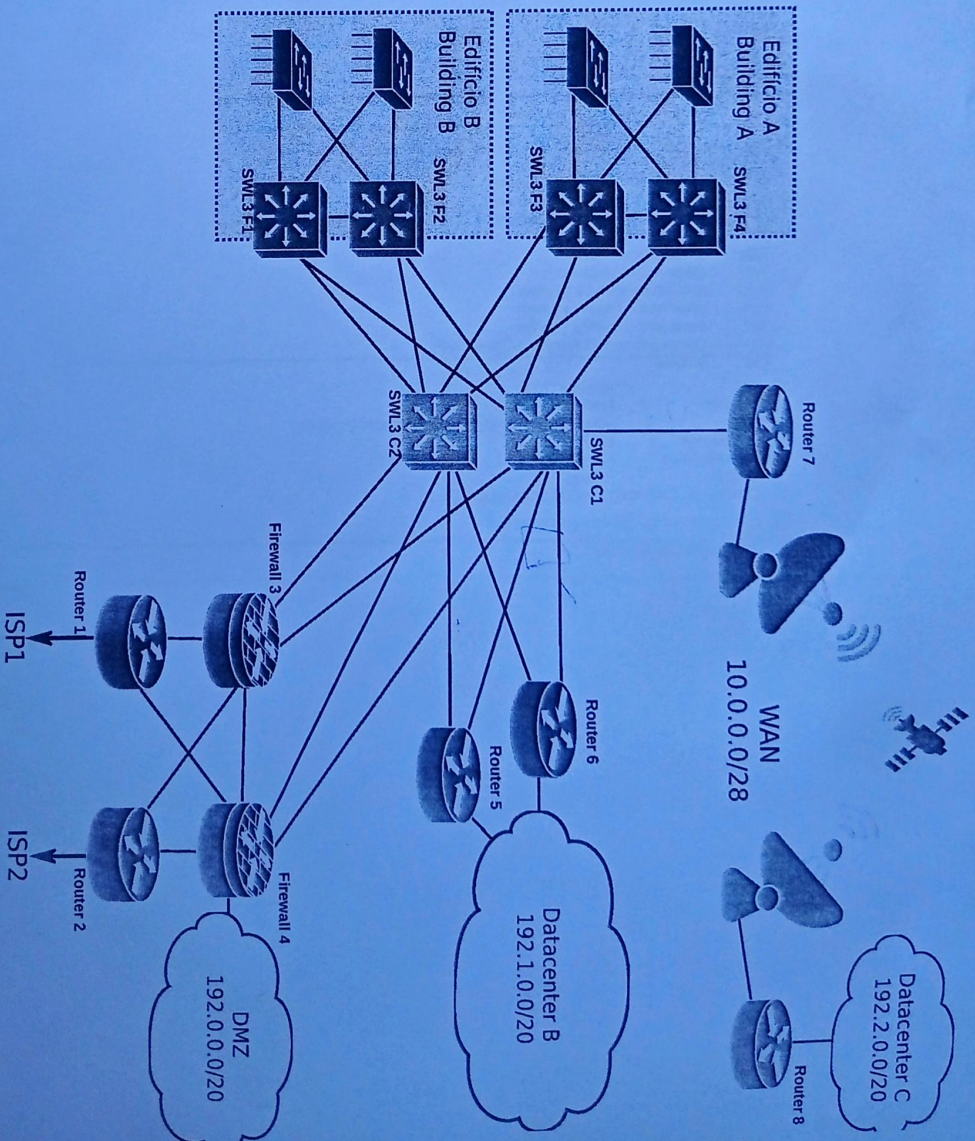 Edifício A
Building A
SWL3 F4
SWL3 F3
Edifício B
Building B
SWL3 F2
SWL3 F1
Router 7
SWL3 C1
SWL3 C2
WAN
10.0.0.0/28
Datacenter C
192.2.0.0/20
Router 8
Router 6
Router 5
Datacenter B
192.1.0.0/20
Firewall 3
Firewall 4
DMZ
192.0.0.0/20
Router 1
Router 2
ISP1
ISP2